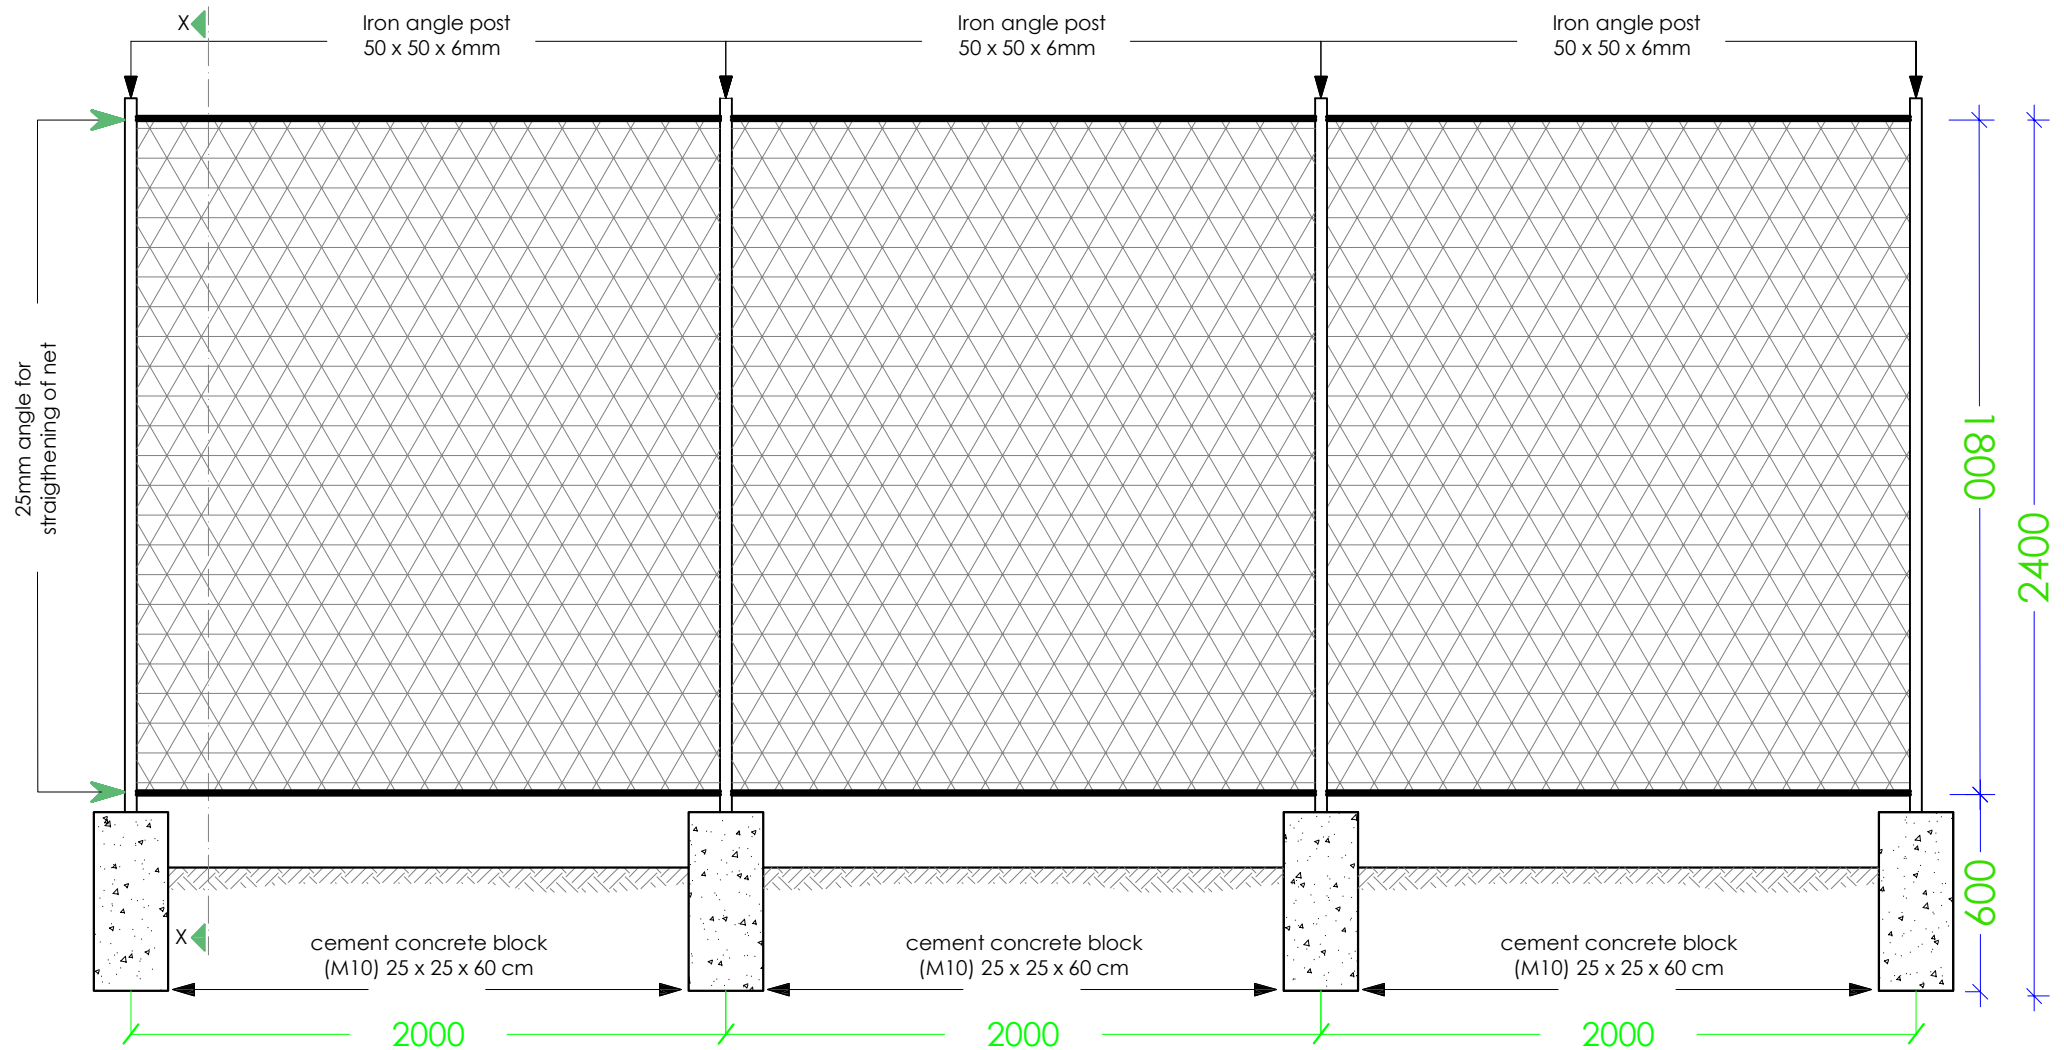 X
Iron angle post
50 x 50 x 6mm
Iron angle post
50 x 50 x 6mm
Iron angle post
50 x 50 x 6mm
25mm angle for
straigthening of net
1800
2400
600
X
cement concrete block
(M10) 25 x 25 x 60 cm
cement concrete block
(M10) 25 x 25 x 60 cm
cement concrete block
(M10) 25 x 25 x 60 cm
2000
2000
2000